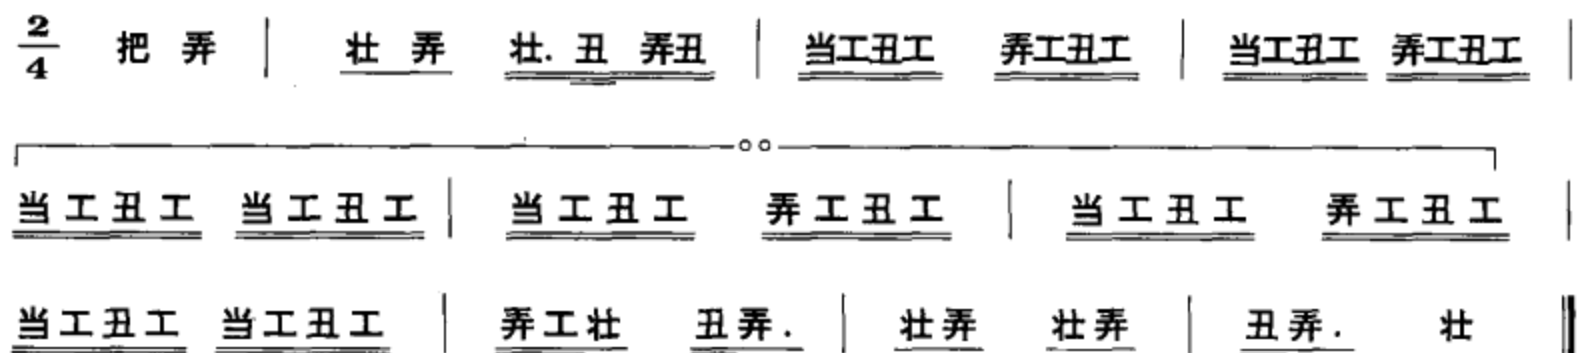 2/4 把 弄 | 壮 弄 壮. 丑 弄丑 | 当工丑工 弄工丑工 | 当工丑工 弄工丑工 |
当工丑工 当工丑工 | 当工丑工 弄工丑工 | 当工丑工 弄工丑工 |
当工丑工 当工丑工 | 弄工壮 丑弄. | 壮弄 壮弄 | 丑弄. 壮 ‖